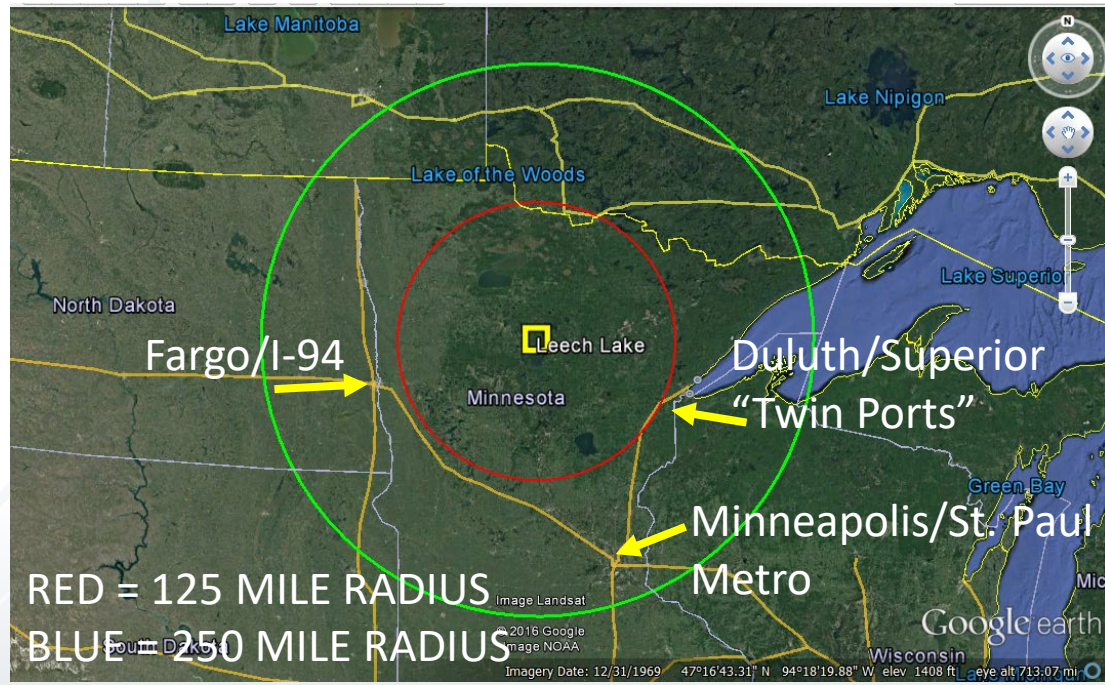 Lake Manitoba
N
Lake Nipigon
Lake of the Woods
Lake Superior
North Dakota
Fargo/I-94
Leech Lake
Duluth/Superior
“Twin Ports”
Minnesota
Green Bay
Minneapolis/St. Paul
Metro
Mic
RED = 125 MILE RADIUS
Image Landsat
Google earth
BLUE = 250 MILE RADIUS
South Dakota
© 2016 Google
Image NOAA
Wisconsin
Imagery Date: 12/31/1969 47°16'43.31" N 94°18'19.88" W elev 1408 ft eye alt 713.07 mi
Lake Michigan